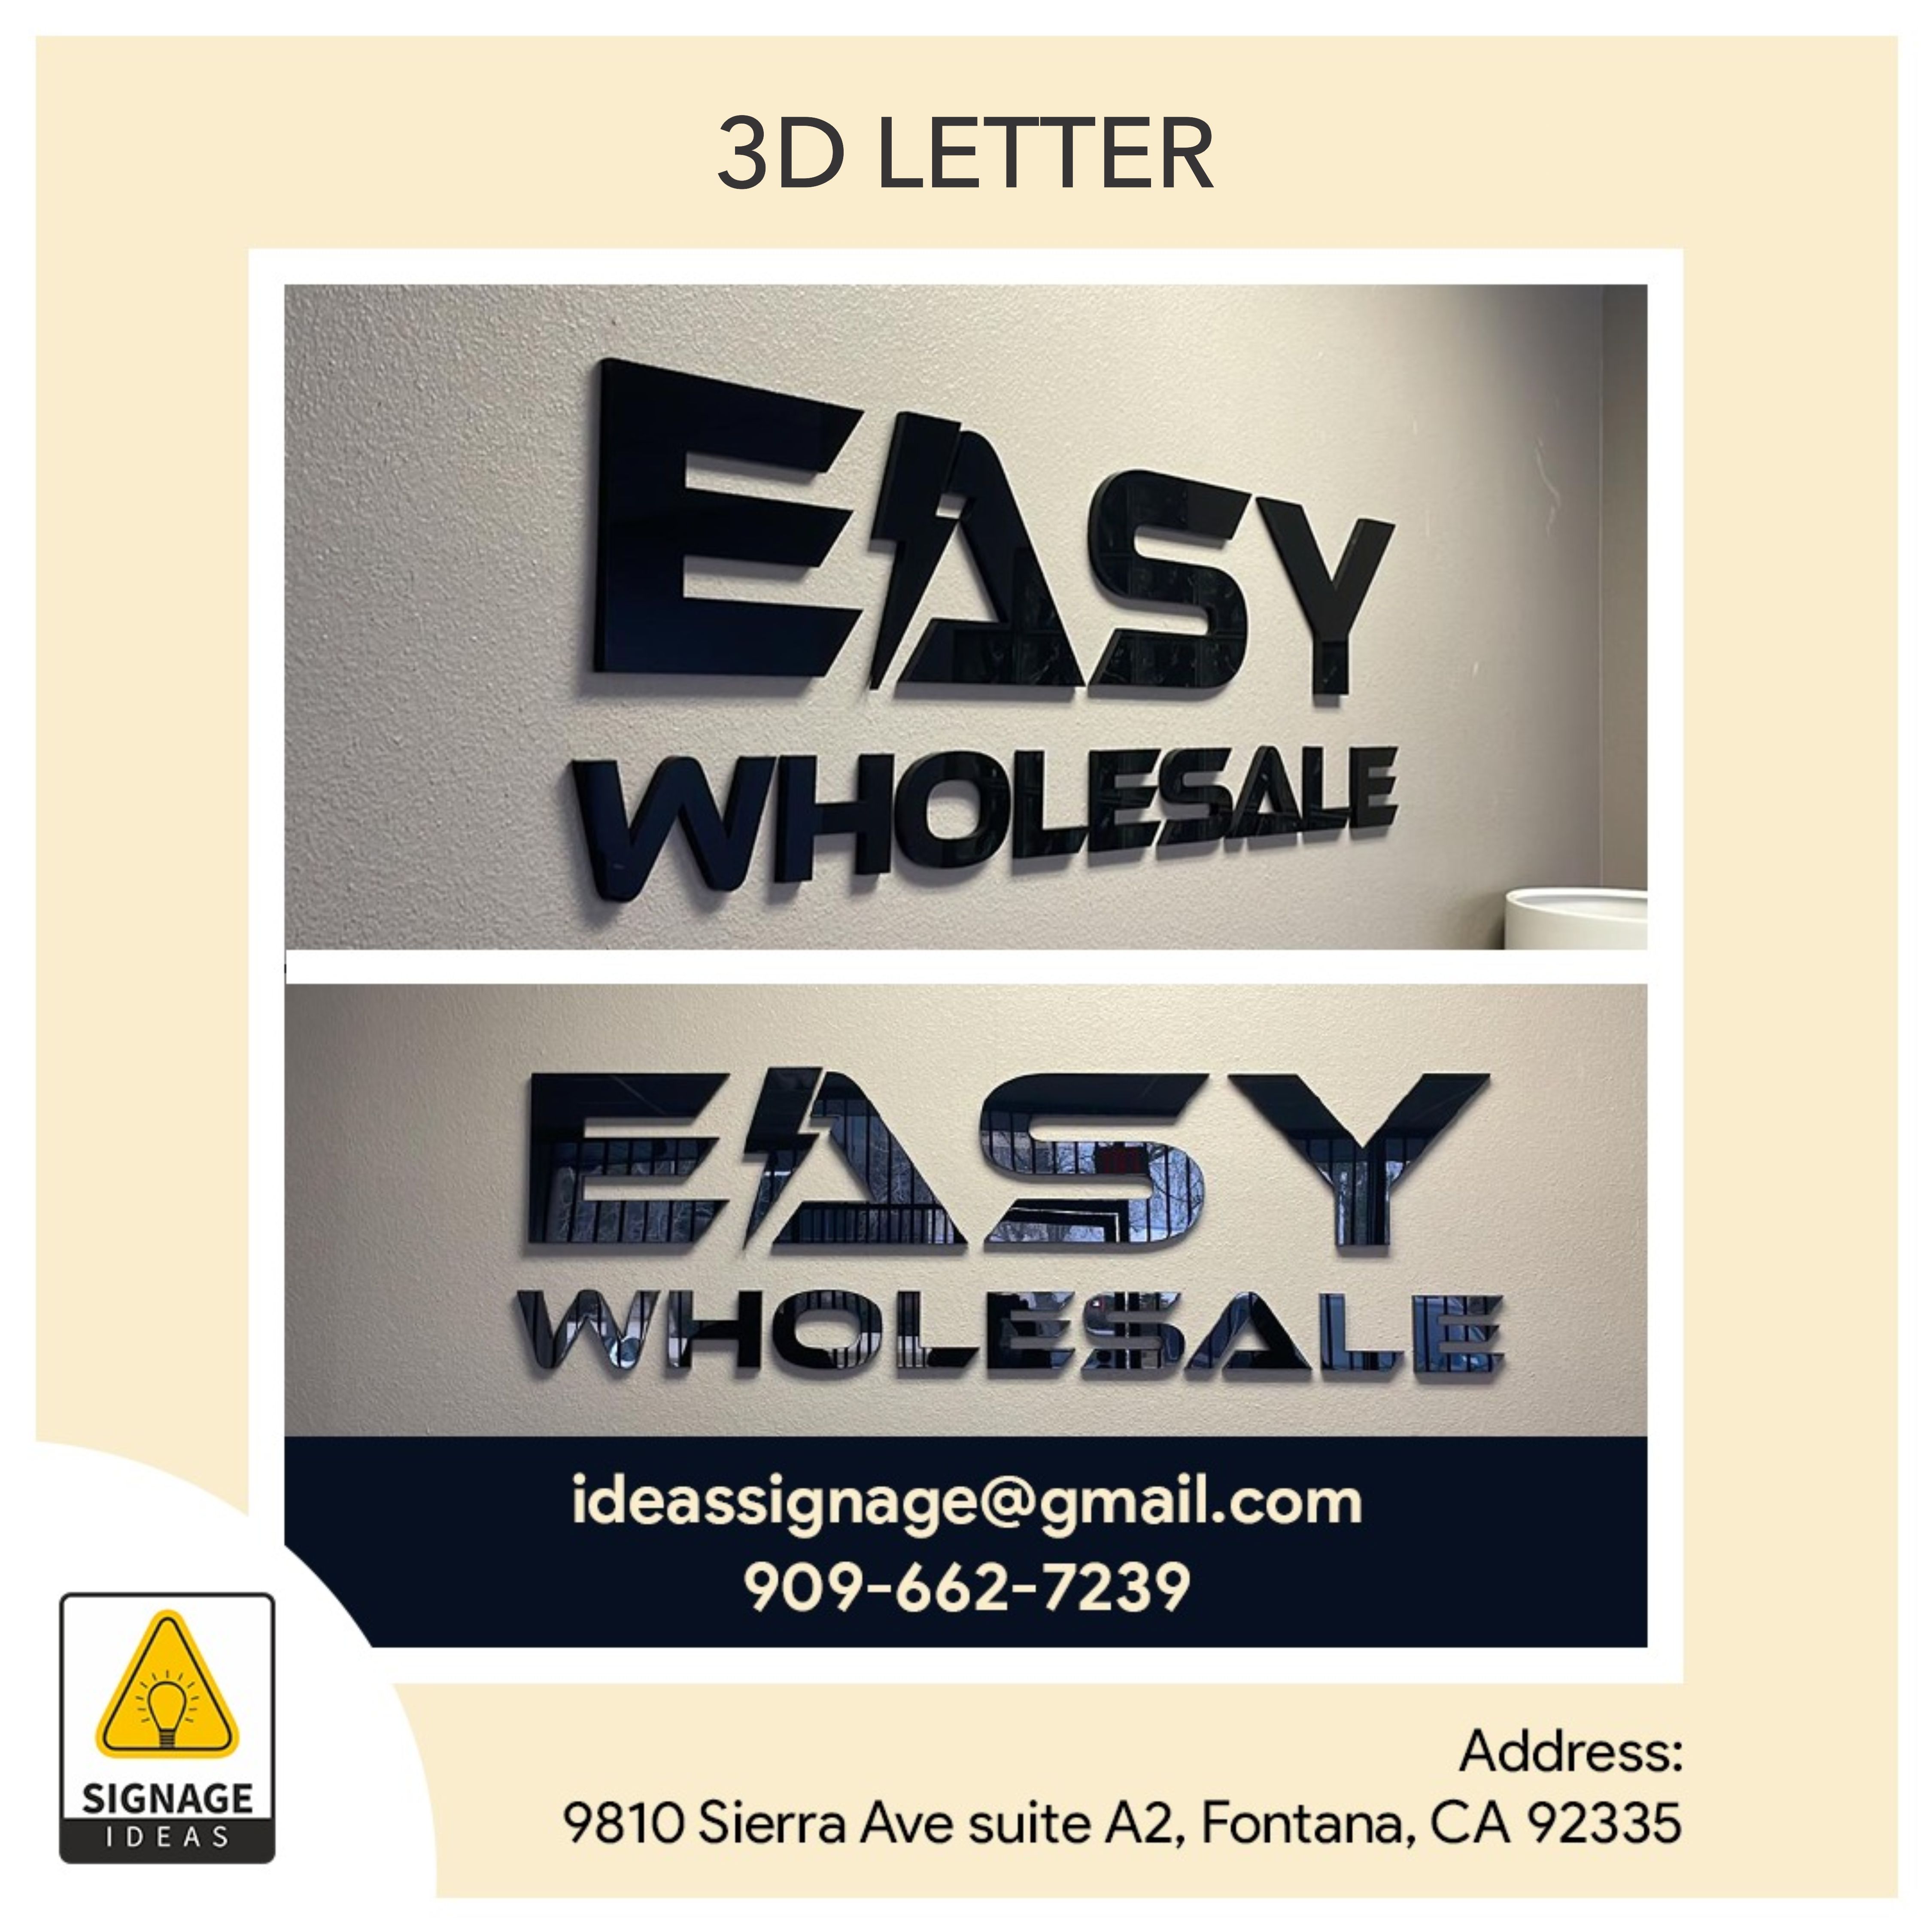 3D LETTER
EASY
WHOLESALE
EASY
WHOLESALE
ideassignage@gmail.com
909-662-7239
SIGNAGE
IDEAS
Address:
9810 Sierra Ave suite A2, Fontana, CA 92335